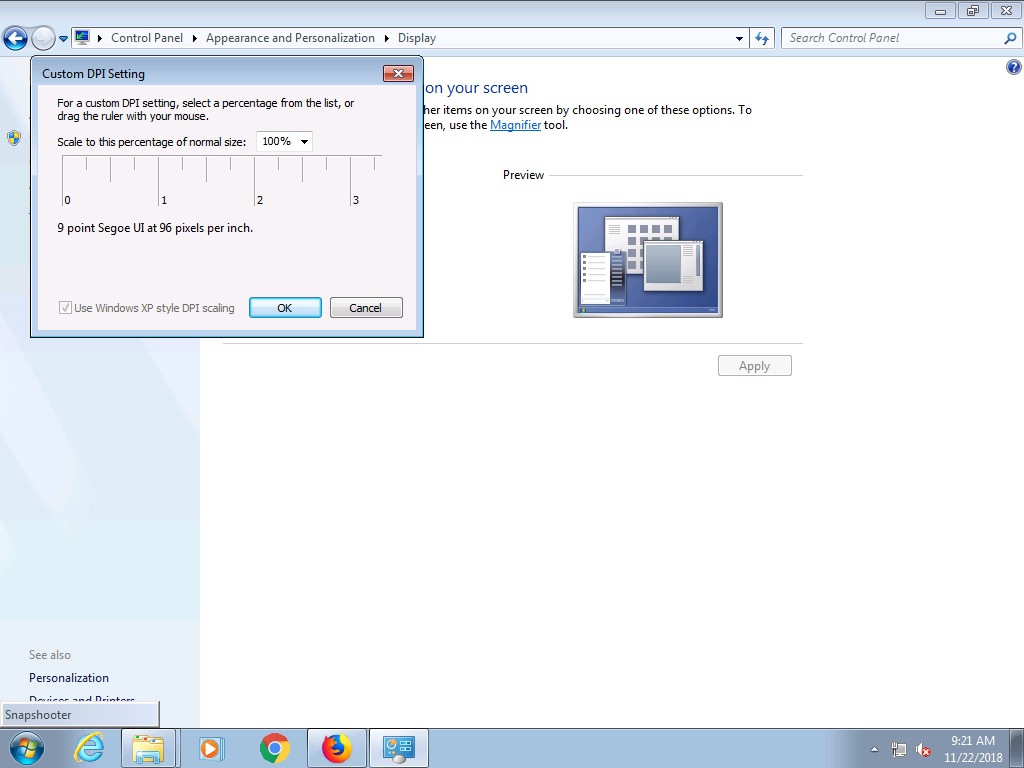 Control Panel
Appearance and Personalization
Display
Search Control Panel
Custom DPI Setting
on your screen
For a custom DPI setting, select a percentage from the list, or
drag the ruler with your mouse.
her items on your screen by choosing one of these options. To
een, use the Magnifier tool.
Scale to this percentage of normal size: 100%
0 1 2 3
Preview
9 point Segoe UI at 96 pixels per inch.
Use Windows XP style DPI scaling
OK
Cancel
Apply
See also
Personalization
Devices and Printers
Snapshooter
9:21 AM
11/22/2018